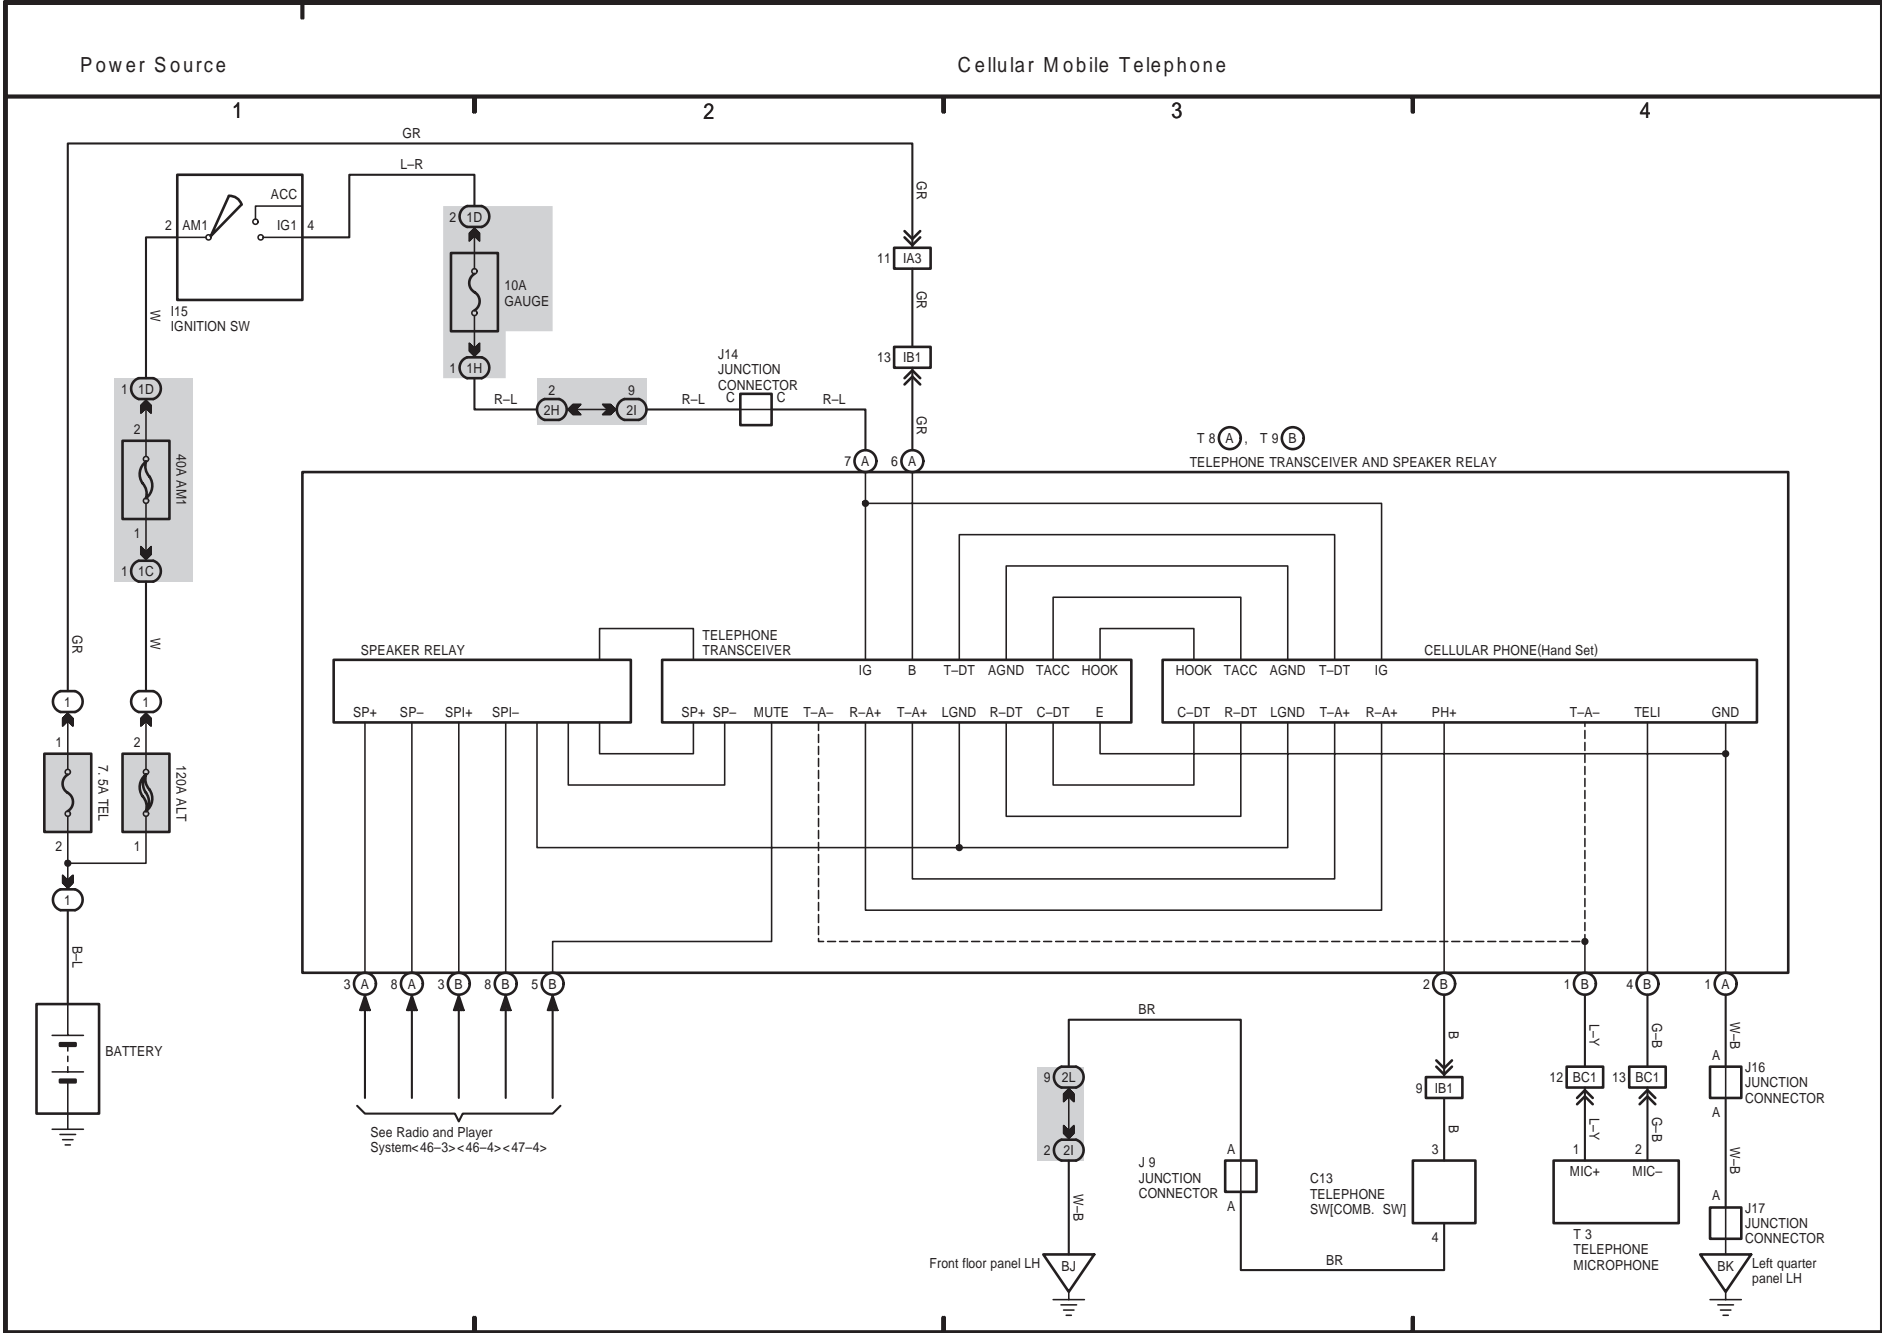 Power Source
Cellular Mobile Telephone
1
2
3
4
GR
L–R
ACC
2
AM1
IG1
4
I15
IGNITION SW
W
2
1D
10A
GAUGE
1
1H
R–L
2
9
2H
2I
R–L
J14
JUNCTION
CONNECTOR
C
C
R–L
GR
11
IA3
GR
13
IB1
GR
1
1D
2
40A AM1
1
1
1C
GR
W
1
1
1
2
7. 5A TEL
120A ALT
2
1
1
B–L
BATTERY
7
A
6
A
T 8
A
,
T 9
B
TELEPHONE TRANSCEIVER AND SPEAKER RELAY
SPEAKER RELAY
SP+
SP–
SPI+
SPI–
TELEPHONE
TRANSCEIVER
IG
B
T–DT
AGND
TACC
HOOK
SP+
SP–
MUTE
T–A–
R–A+
T–A+
LGND
R–DT
C–DT
E
CELLULAR PHONE(Hand Set)
HOOK
TACC
AGND
T–DT
IG
C–DT
R–DT
LGND
T–A+
R–A+
PH+
T–A–
TELI
GND
3
A
8
A
3
B
8
B
5
B
2
B
1
B
4
B
1
A
See Radio and Player
System<46–3><46–4><47–4>
BR
9
2L
2
2I
W–B
Front floor panel LH
BJ
A
J 9
JUNCTION
CONNECTOR
A
BR
B
9
IB1
B
3
C13
TELEPHONE
SW[COMB. SW]
4
L–Y
G–B
12
BC1
13
BC1
L–Y
G–B
1
2
MIC+
MIC–
T 3
TELEPHONE
MICROPHONE
W–B
A
J16
JUNCTION
CONNECTOR
A
W–B
A
J17
JUNCTION
CONNECTOR
BK
Left quarter
panel LH